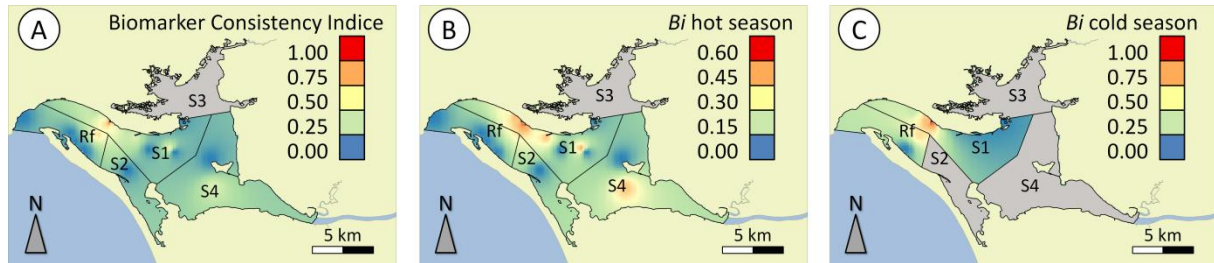 A
Biomarker Consistency Indice
1.00
0.75
0.50
0.25
0.00
S3
Rf
S1
S2
S4
N
5 km
B
Bi hot season
0.60
0.45
0.30
0.15
0.00
S3
Rf
S1
S2
S4
N
5 km
C
Bi cold season
1.00
0.75
0.50
0.25
0.00
S3
Rf
S1
S2
S4
N
5 km